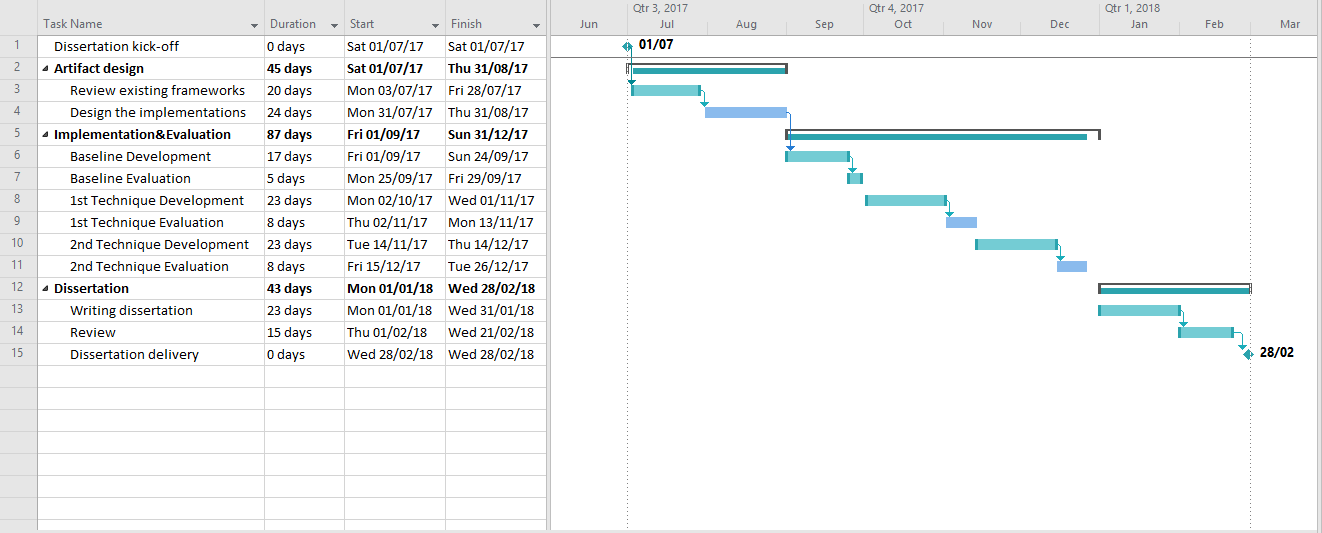 Qtr 3, 2017 Qtr 4, 2017 Qtr 1, 2018
Task Name Duration Start Finish Jun Jul Aug Sep Oct Nov Dec Jan Feb Mar
1 Dissertation kick-off 0 days Sat 01/07/17 Sat 01/07/17 01/07
2 Artifact design 45 days Sat 01/07/17 Thu 31/08/17
3 Review existing frameworks 20 days Mon 03/07/17 Fri 28/07/17
4 Design the implementations 24 days Mon 31/07/17 Thu 31/08/17
5 Implementation&Evaluation 87 days Fri 01/09/17 Sun 31/12/17
6 Baseline Development 17 days Fri 01/09/17 Sun 24/09/17
7 Baseline Evaluation 5 days Mon 25/09/17 Fri 29/09/17
8 1st Technique Development 23 days Mon 02/10/17 Wed 01/11/17
9 1st Technique Evaluation 8 days Thu 02/11/17 Mon 13/11/17
10 2nd Technique Development 23 days Tue 14/11/17 Thu 14/12/17
11 2nd Technique Evaluation 8 days Fri 15/12/17 Tue 26/12/17
12 Dissertation 43 days Mon 01/01/18 Wed 28/02/18
13 Writing dissertation 23 days Mon 01/01/18 Wed 31/01/18
14 Review 15 days Thu 01/02/18 Wed 21/02/18
15 Dissertation delivery 0 days Wed 28/02/18 Wed 28/02/18 28/02